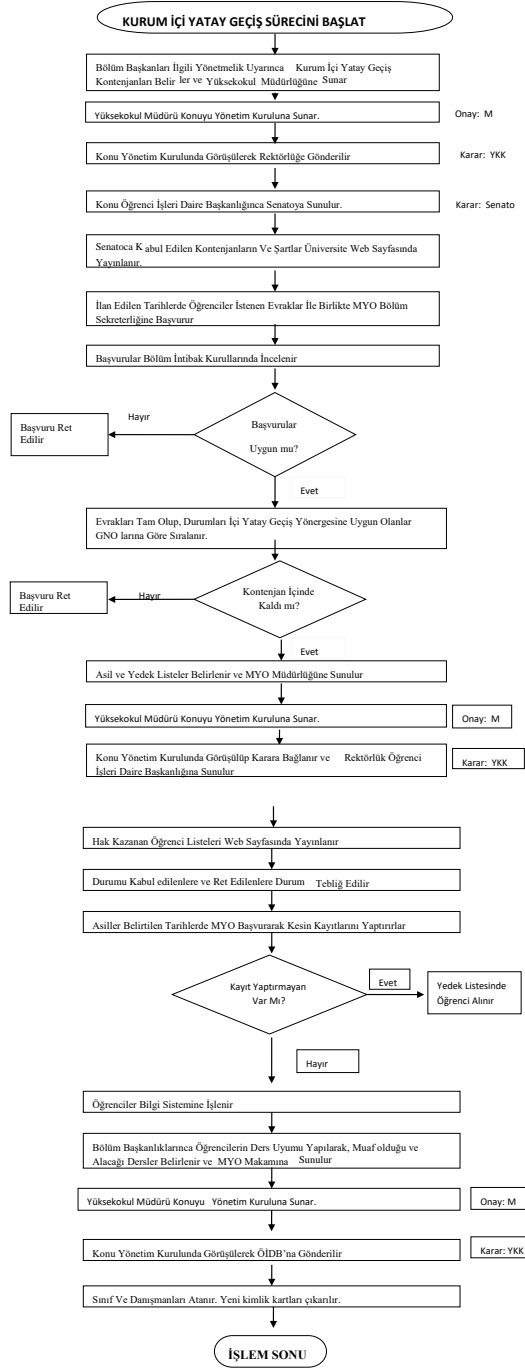 KURUM İÇİ YATAY GEÇİŞ SÜRECİNİ BAŞLAT
Bölüm Başkanları İlgili Yönetmelik Uyarınca Kurum İçi Yatay Geçiş
Kontenjanları Belir ler ve Yüksekokul Müdürlüğüne Sunar
Yüksekokul Müdürü Konuyu Yönetim Kuruluna Sunar.
Onay: M
Konu Yönetim Kurulunda Görüşülerek Rektörlüğe Gönderilir
Karar: YKK
Konu Öğrenci İşleri Daire Başkanlığınca Senatoya Sunulur.
Karar: Senato
Senatoca K abul Edilen Kontenjanların Ve Şartlar Üniversite Web Sayfasında
Yayınlanır.
İlan Edilen Tarihlerde Öğrenciler İstenen Evraklar İle Birlikte MYO Bölüm
Sekreterliğine Başvurur
Başvurular Bölüm İntibak Kurullarında İncelenir
Başvurular
Uygun mu?
Hayır
Başvuru Ret
Edilir
Evet
Evrakları Tam Olup, Durumları İçi Yatay Geçiş Yönergesine Uygun Olanlar
GNO larına Göre Sıralanır.
Kontenjan İçinde
Kaldı mı?
Hayır
Başvuru Ret
Edilir
Evet
Asil ve Yedek Listeler Belirlenir ve MYO Müdürlüğüne Sunulur
Yüksekokul Müdürü Konuyu Yönetim Kuruluna Sunar.
Onay: M
Konu Yönetim Kurulunda Görüşülüp Karara Bağlanır ve Rektörlük Öğrenci
İşleri Daire Başkanlığına Sunulur
Karar: YKK
Hak Kazanan Öğrenci Listeleri Web Sayfasında Yayınlanır
Durumu Kabul edilenlere ve Ret Edilenlere Durum Tebliğ Edilir
Asiller Belirtilen Tarihlerde MYO Başvurarak Kesin Kayıtlarını Yaptırırlar
Kayıt Yaptırmayan
Var Mı?
Evet
Yedek Listesinde
Öğrenci Alınır
Hayır
Öğrenciler Bilgi Sistemine İşlenir
Bölüm Başkanlıklarınca Öğrencilerin Ders Uyumu Yapılarak, Muaf olduğu ve
Alacağı Dersler Belirlenir ve MYO Makamına Sunulur
Yüksekokul Müdürü Konuyu Yönetim Kuruluna Sunar.
Onay: M
Konu Yönetim Kurulunda Görüşülerek ÖİDB'na Gönderilir
Karar: YKK
Sınıf Ve Danışmanları Atanır. Yeni kimlik kartları çıkarılır.
İŞLEM SONU